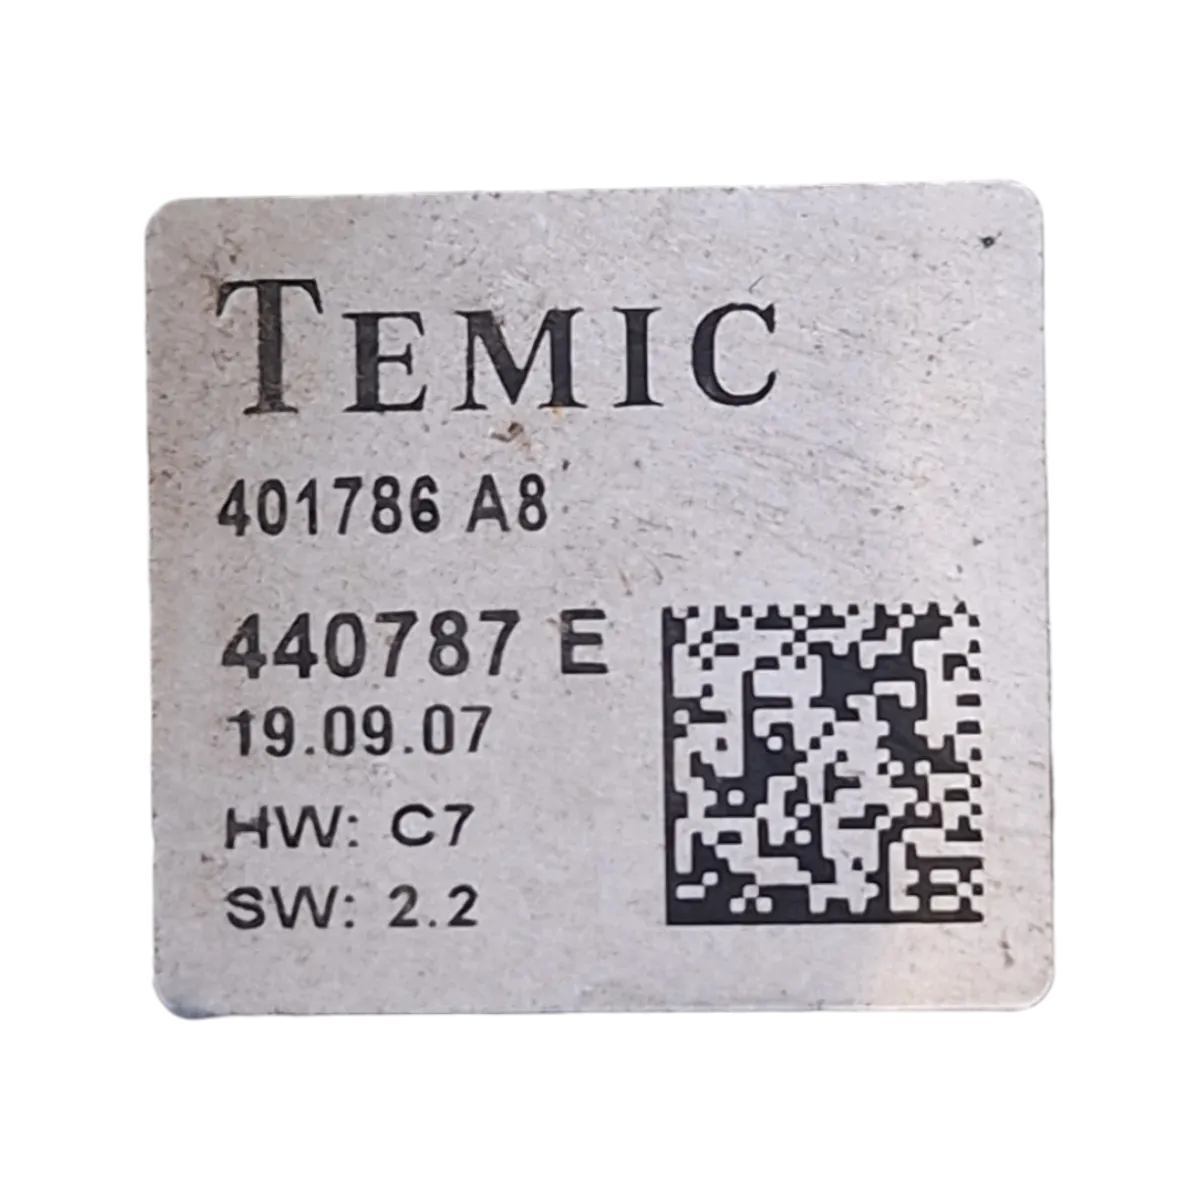 TEMIC
401786 A8
440787 E
19.09.07
HW: C7
SW: 2.2